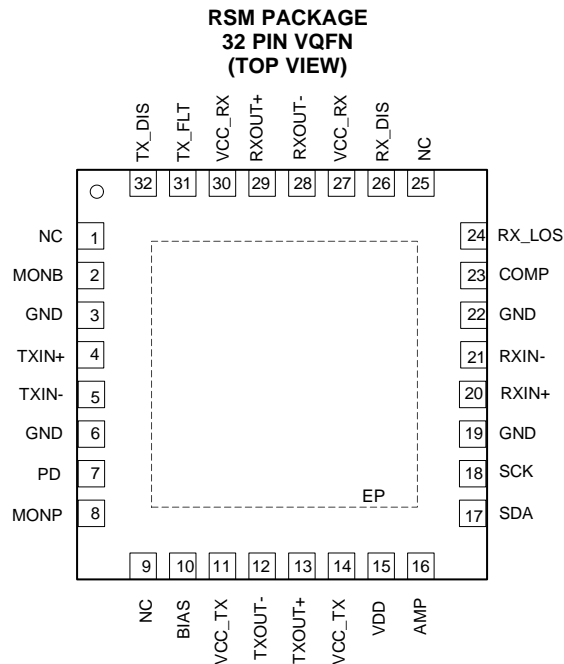 RSM PACKAGE
32 PIN VQFN
(TOP VIEW)
TX_DIS
TX_FLT
VCC_RX
RXOUT+
RXOUT-
VCC_RX
RX_DIS
NC
32 31 30 29 28 27 26 25
NC 1
MONB 2
GND 3
TXIN+ 4
TXIN- 5
GND 6
PD 7
MONP 8
24 RX_LOS
23 COMP
22 GND
21 RXIN-
20 RXIN+
19 GND
18 SCK
17 SDA
EP
9 10 11 12 13 14 15 16
NC
BIAS
VCC_TX
TXOUT-
TXOUT+
VCC_TX
VDD
AMP